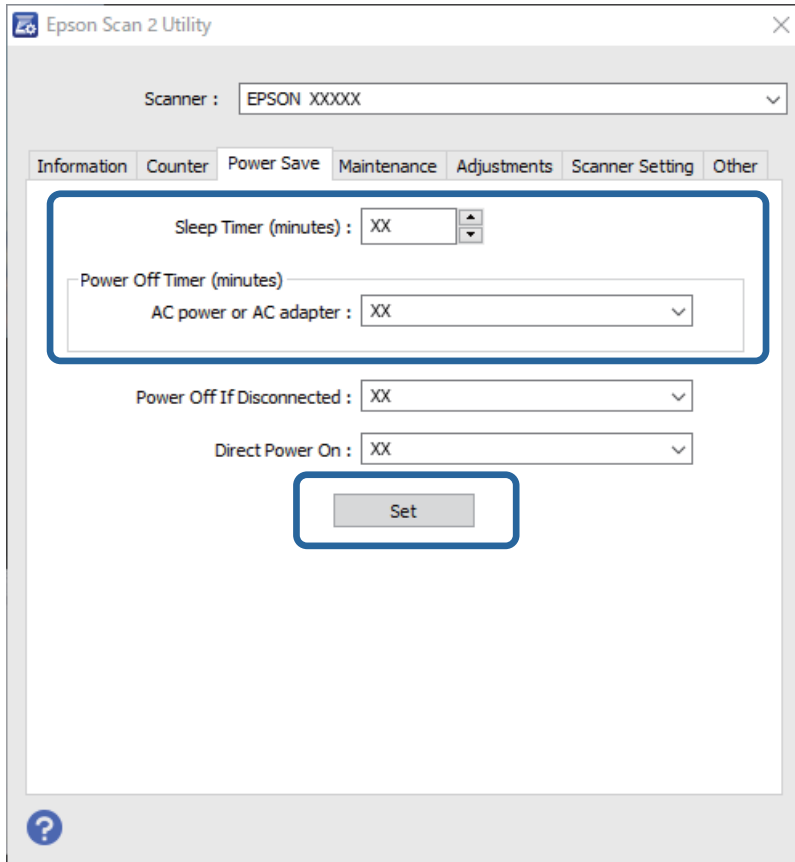 Epson Scan 2 Utility
Scanner : EPSON XXXXX
Information Counter Power Save Maintenance Adjustments Scanner Setting Other
Sleep Timer (minutes) : XX
Power Off Timer (minutes)
AC power or AC adapter : XX
Power Off If Disconnected : XX
Direct Power On : XX
Set
?